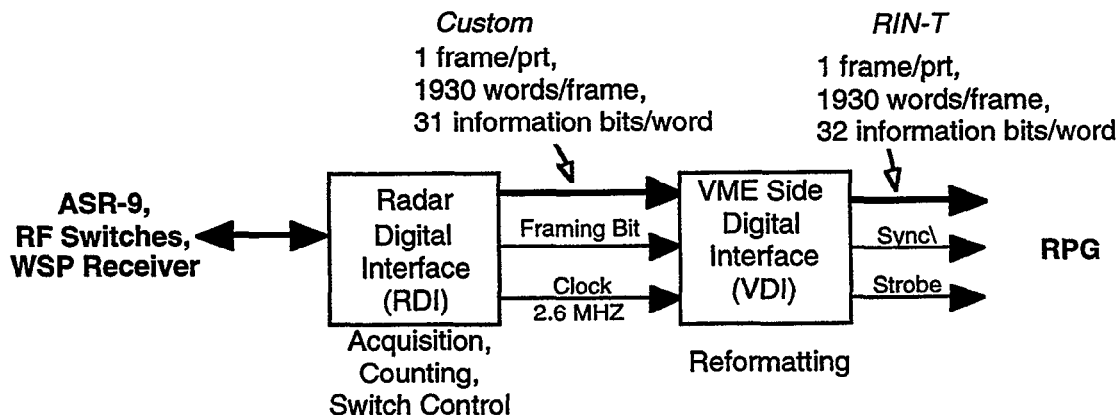 Custom
1 frame/prt,
1930 words/frame,
31 information bits/word
RIN-T
1 frame/prt,
1930 words/frame,
32 information bits/word
ASR-9,
RF Switches,
WSP Receiver
Radar
Digital
Interface
(RDI)
Framing Bit
Clock
2.6 MHZ
VME Side
Digital
Interface
(VDI)
Sync\
Strobe
RPG
Acquisition,
Counting,
Switch Control
Reformatting